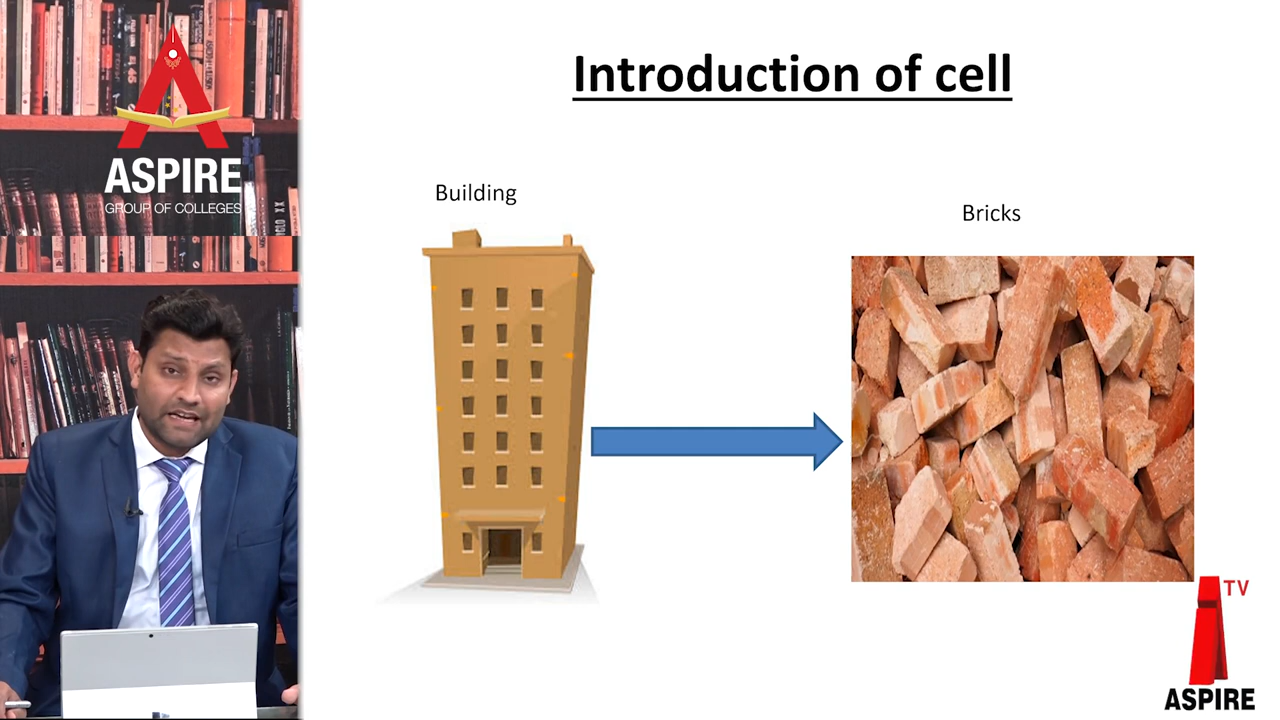 ASPIRE
GROUP OF COLLEGES
Introduction of cell
Building
Bricks
TV
ASPIRE